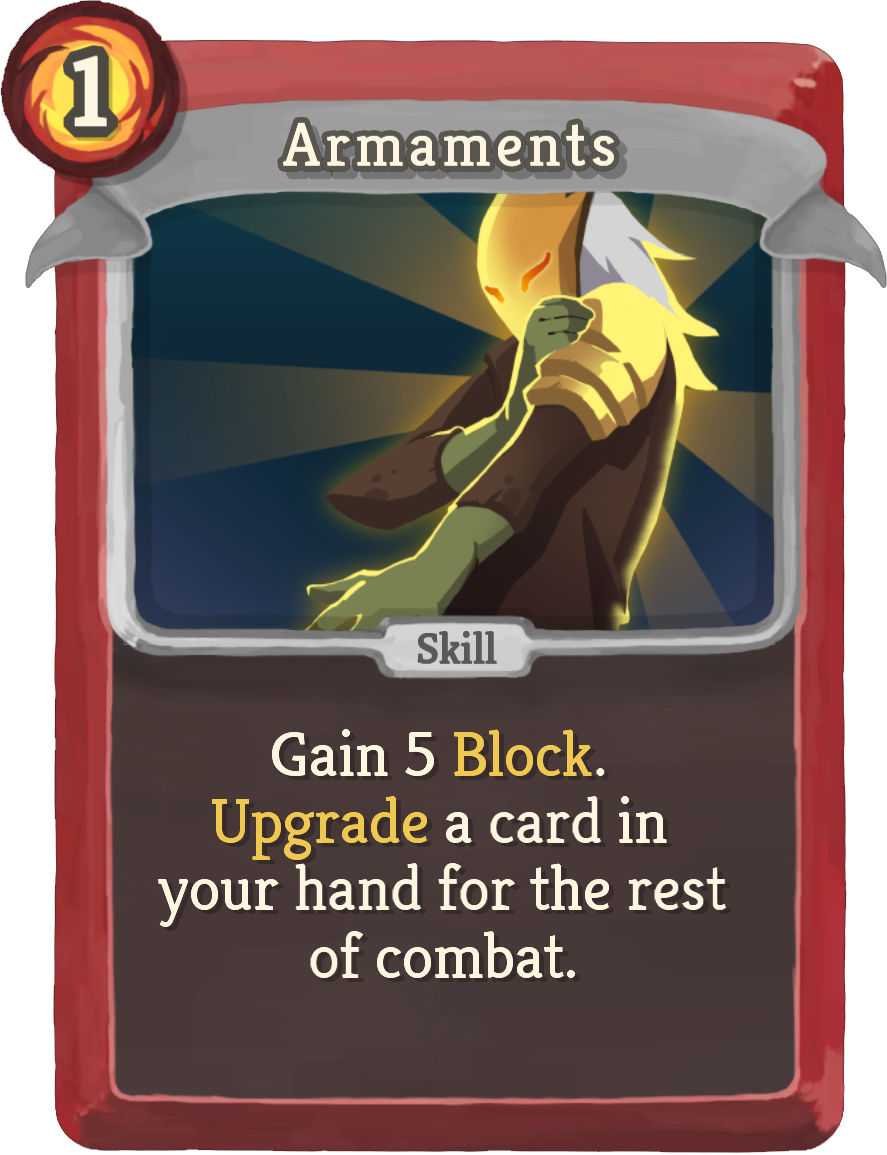 1
Armaments
Skill
Gain 5 Block.
Upgrade a card in
your hand for the rest
of combat.